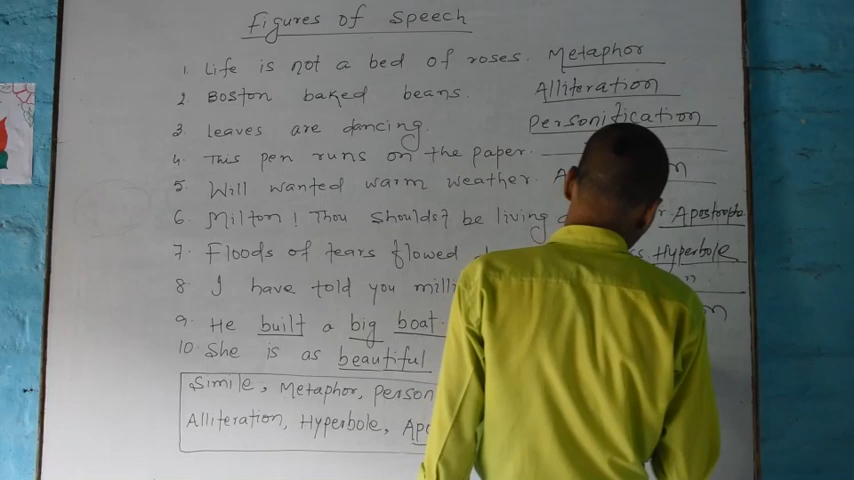 Figures of Speech
1. Life is not a bed of roses. Metaphor
2. Boston baked beans. Alliteration
3. Leaves are dancing. Personification
4. This pen runs on the paper.
5. Will wanted warm weather. A
6. Milton! Thou shouldst be living Apostrophe
7. Floods of tears flowed Hyperbole
8. I have told you milli "
9. He built a big boat.
10. She is as beautiful
Simile, Metaphor, Person
Alliteration, Hyperbole, Apo